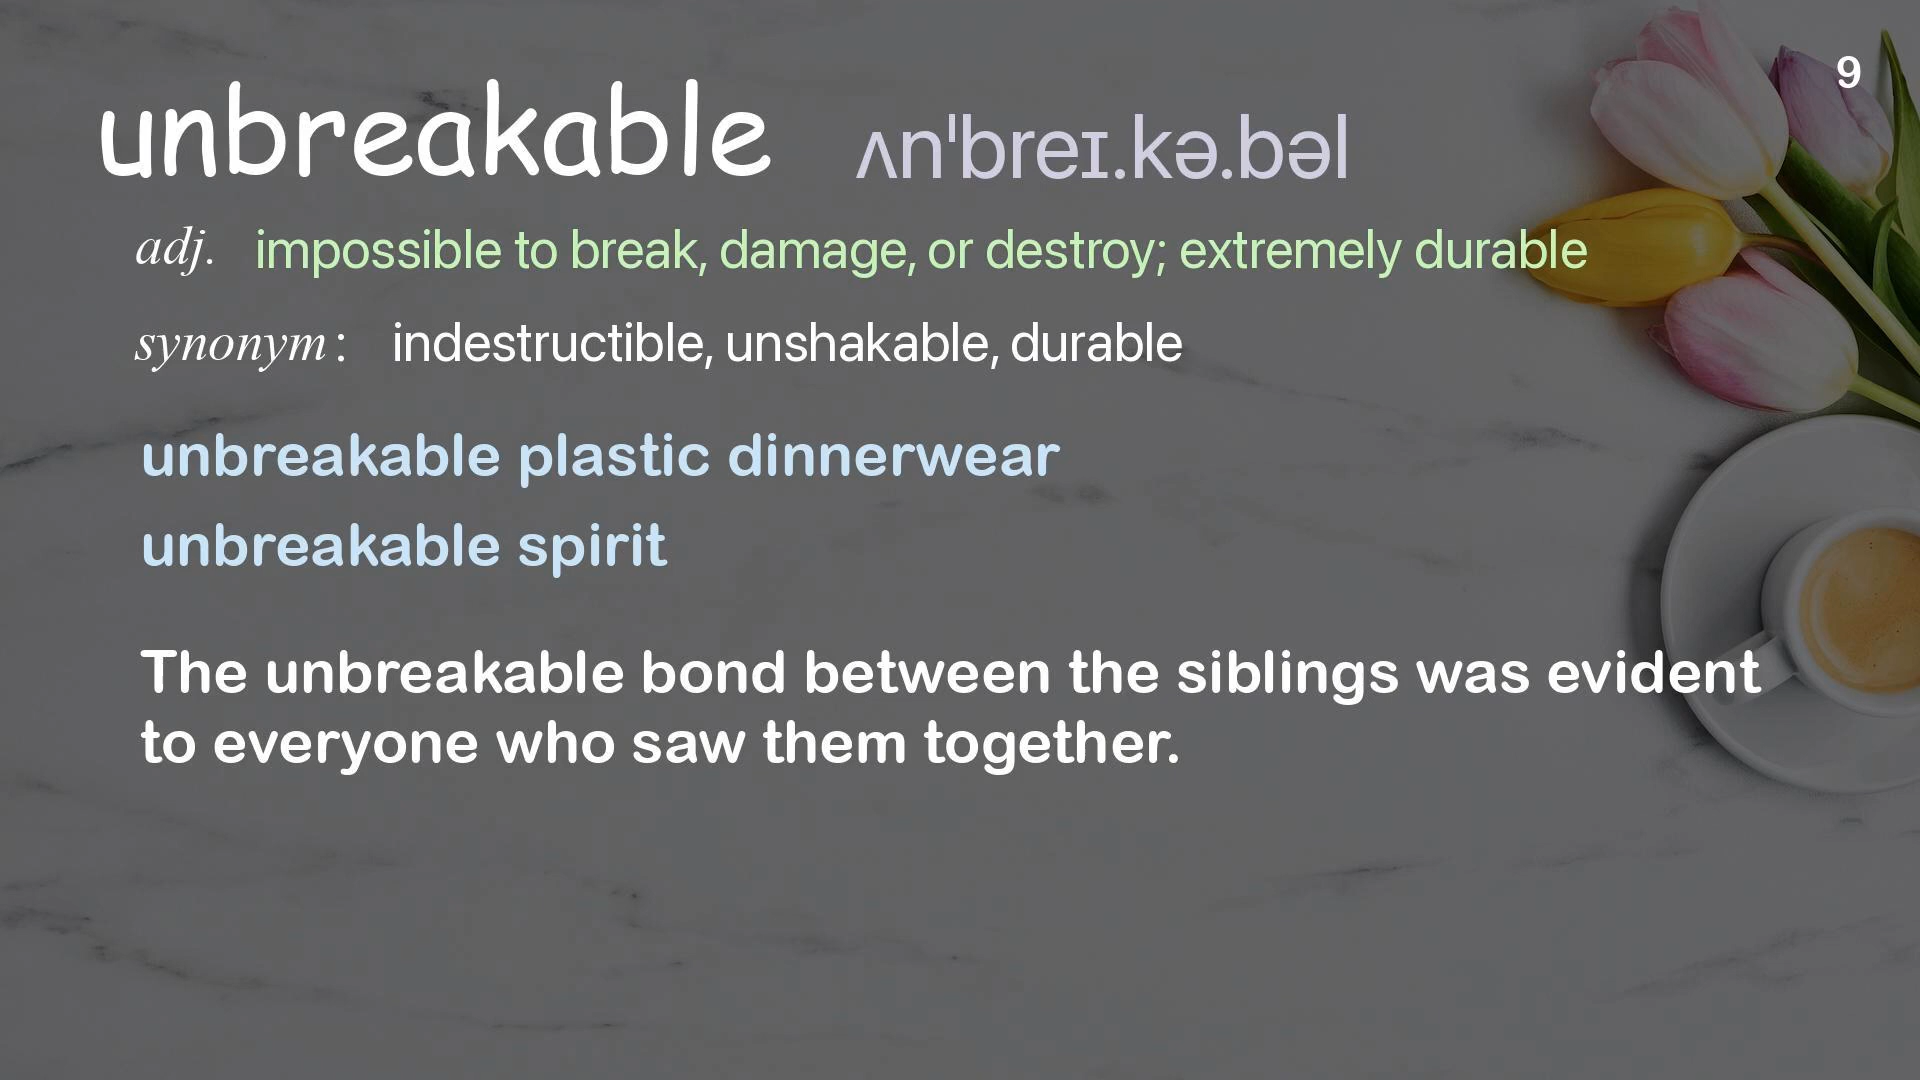 9
unbreakable ʌnˈbreɪ.kə.bəl
adj. impossible to break, damage, or destroy; extremely durable
synonym : indestructible, unshakable, durable
unbreakable plastic dinnerwear
unbreakable spirit
The unbreakable bond between the siblings was evident
to everyone who saw them together.